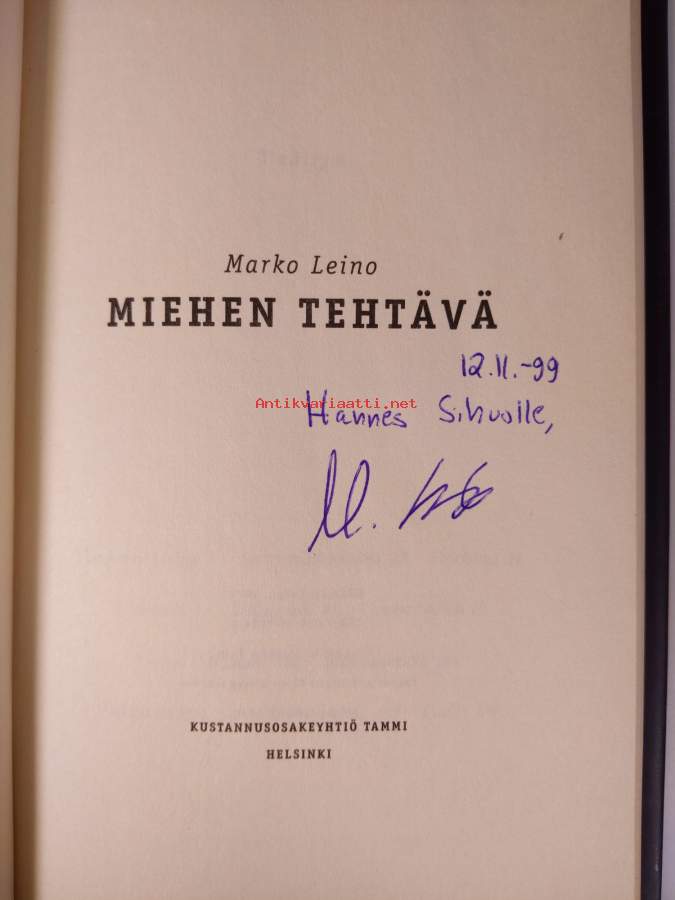 Marko Leino
MIEHEN TEHTÄVÄ
12.11.-99
Antikvariaatti.net
Hannes Sihvolle,
KUSTANNUSOSAKEYHTIÖ TAMMI
HELSINKI